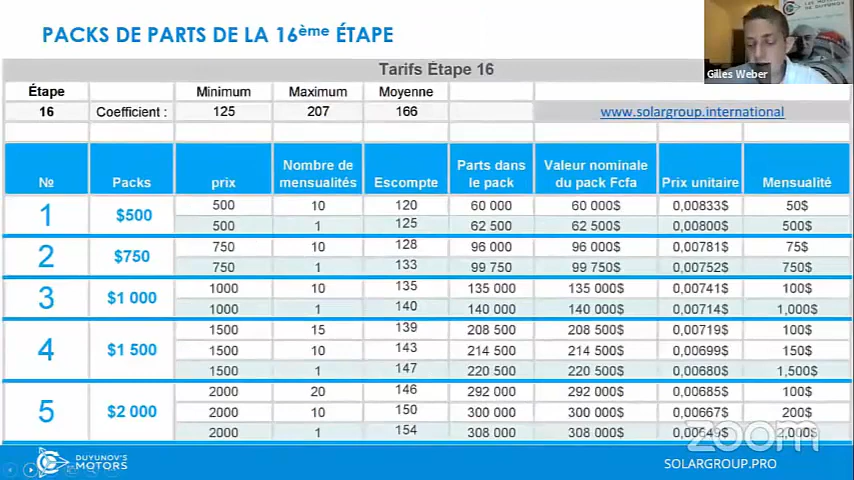 PACKS DE PARTS DE LA 16ème ÉTAPE
Gilles Weber
Tarifs Étape 16
Étape Minimum Maximum Moyenne
16 Coefficient : 125 207 166 www.solargroup.international
№ Packs prix Nombre de mensualités Escompte Parts dans le pack Valeur nominale du pack Fcfa Prix unitaire Mensualité
1 $500 500 10 120 60 000 60 000$ 0,00833$ 50$
500 1 125 62 500 62 500$ 0,00800$ 500$
2 $750 750 10 128 96 000 96 000$ 0,00781$ 75$
750 1 133 99 750 99 750$ 0,00752$ 750$
3 $1 000 1000 10 135 135 000 135 000$ 0,00741$ 100$
1000 1 140 140 000 140 000$ 0,00714$ 1,000$
4 $1 500 1500 15 139 208 500 208 500$ 0,00719$ 100$
1500 10 143 214 500 214 500$ 0,00699$ 150$
1500 1 147 220 500 220 500$ 0,00680$ 1,500$
5 $2 000 2000 20 146 292 000 292 000$ 0,00685$ 100$
2000 10 150 300 000 300 000$ 0,00667$ 200$
2000 1 154 308 000 308 000$ 0,00649$ 2,000$
zoom
DUYUNOV'S
MOTORS
SOLARGROUP.PRO